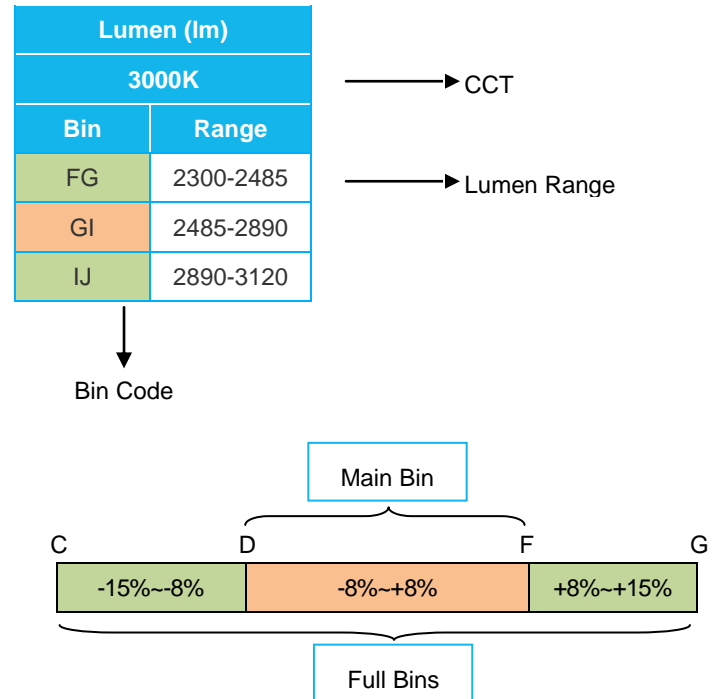 Lumen (lm)
3000K
CCT
Bin Range
FG 2300-2485
Lumen Range
GI 2485-2890
IJ 2890-3120
Bin Code
Main Bin
C D F G
-15%~-8% -8%~+8% +8%~+15%
Full Bins